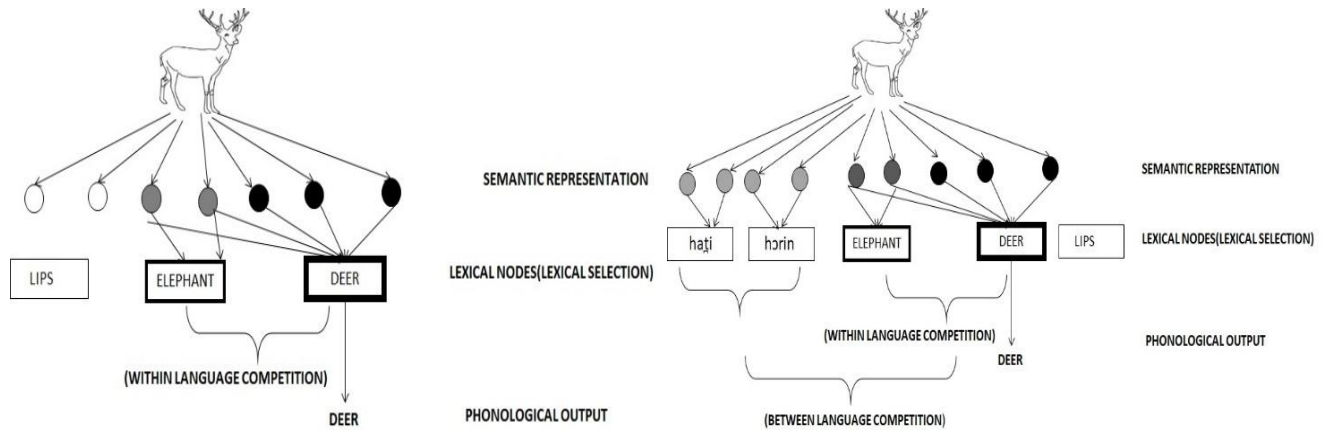 SEMANTIC REPRESENTATION
LIPS
ELEPHANT
DEER
LEXICAL NODES(LEXICAL SELECTION)
(WITHIN LANGUAGE COMPETITION)
DEER
PHONOLOGICAL OUTPUT
SEMANTIC REPRESENTATION
hat̪i
hɔrin
ELEPHANT
DEER
LIPS
LEXICAL NODES(LEXICAL SELECTION)
(WITHIN LANGUAGE COMPETITION)
PHONOLOGICAL OUTPUT
DEER
(BETWEEN LANGUAGE COMPETITION)